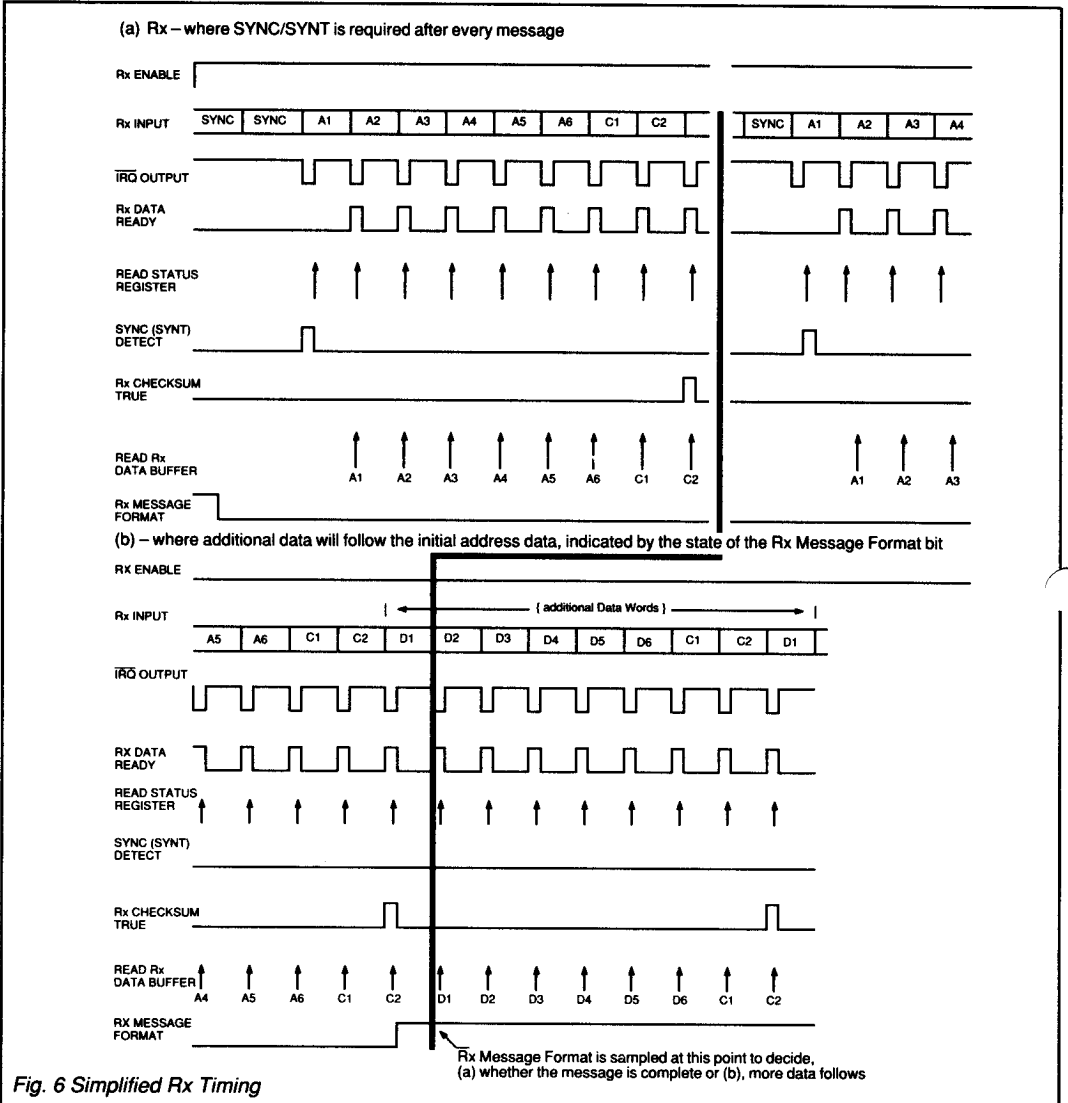 (a) Rx – where SYNC/SYNT is required after every message
Rx ENABLE
Rx INPUT SYNC SYNC A1 A2 A3 A4 A5 A6 C1 C2 SYNC A1 A2 A3 A4
IRQ OUTPUT
Rx DATA
READY
READ STATUS
REGISTER
SYNC (SYNT)
DETECT
Rx CHECKSUM
TRUE
READ Rx
DATA BUFFER A1 A2 A3 A4 A5 A6 C1 C2 A1 A2 A3
Rx MESSAGE
FORMAT
(b) – where additional data will follow the initial address data, indicated by the state of the Rx Message Format bit
RX ENABLE
Rx INPUT { additional Data Words }
A5 A6 C1 C2 D1 D2 D3 D4 D5 D6 C1 C2 D1
IRQ OUTPUT
RX DATA
READY
READ STATUS
REGISTER
SYNC (SYNT)
DETECT
Rx CHECKSUM
TRUE
READ Rx
DATA BUFFER
A4 A5 A6 C1 C2 D1 D2 D3 D4 D5 D6 C1 C2
RX MESSAGE
FORMAT
Rx Message Format is sampled at this point to decide,
(a) whether the message is complete or (b), more data follows
Fig. 6 Simplified Rx Timing